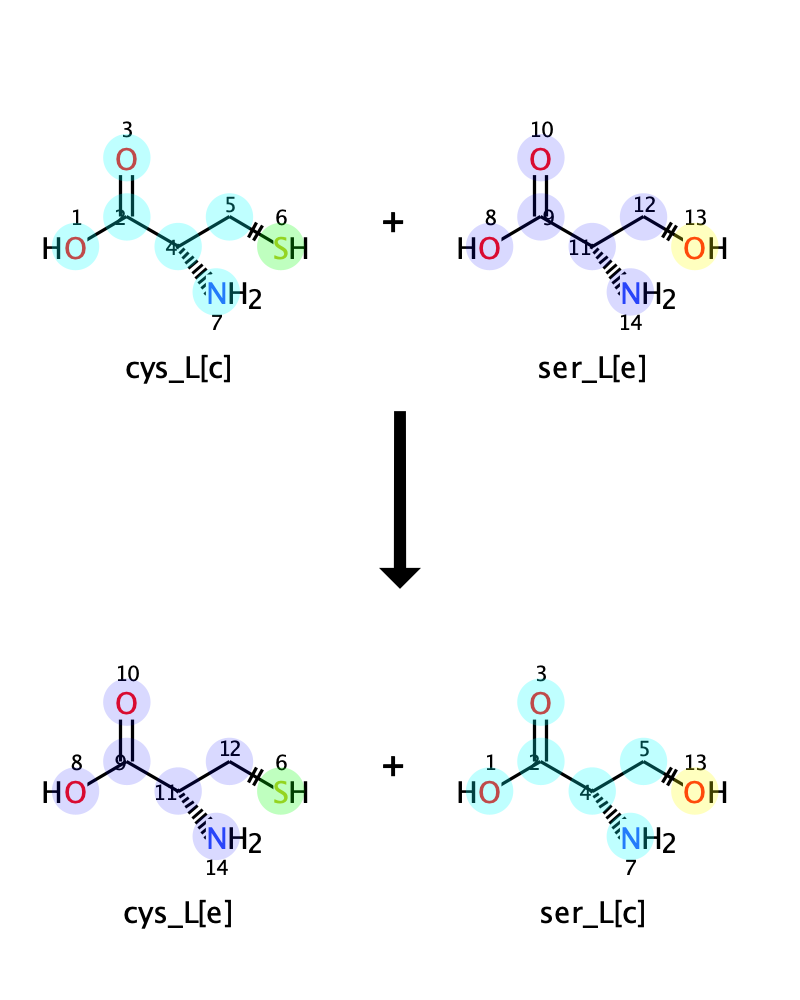 3 10
O O
1 2 5 6 8 9 12 13
HO 4 SH + HO 11 OH
NH2 NH2
7 14
cys_L[c] ser_L[e]
10 3
O O
8 9 12 6 1 2 5 13
HO 11 SH + HO 4 OH
NH2 NH2
14 7
cys_L[e] ser_L[c]